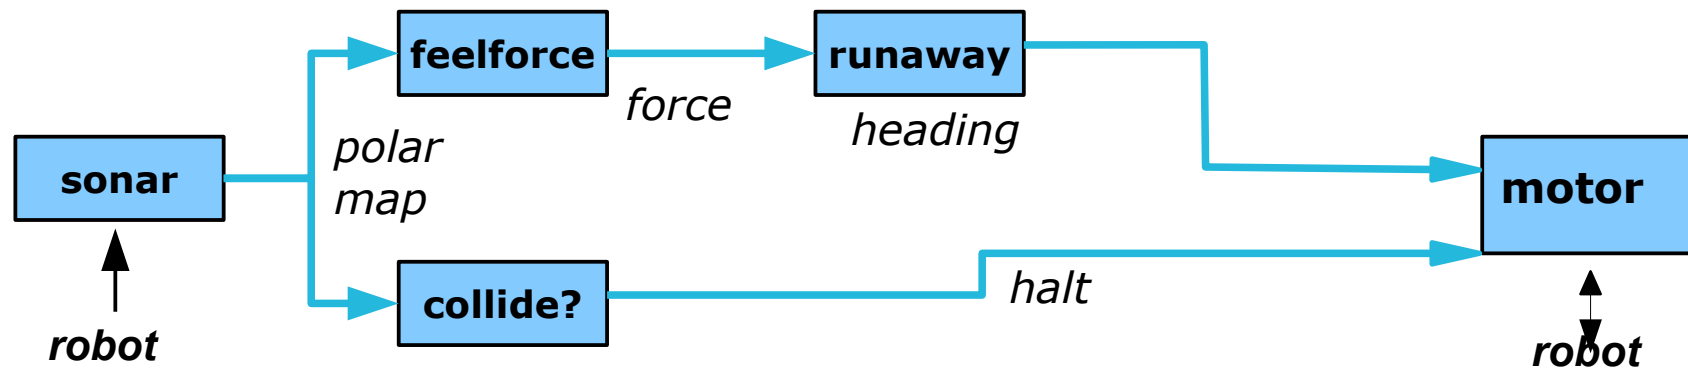 feelforce
runaway
force
heading
polar
map
sonar
motor
collide?
halt
robot
robot